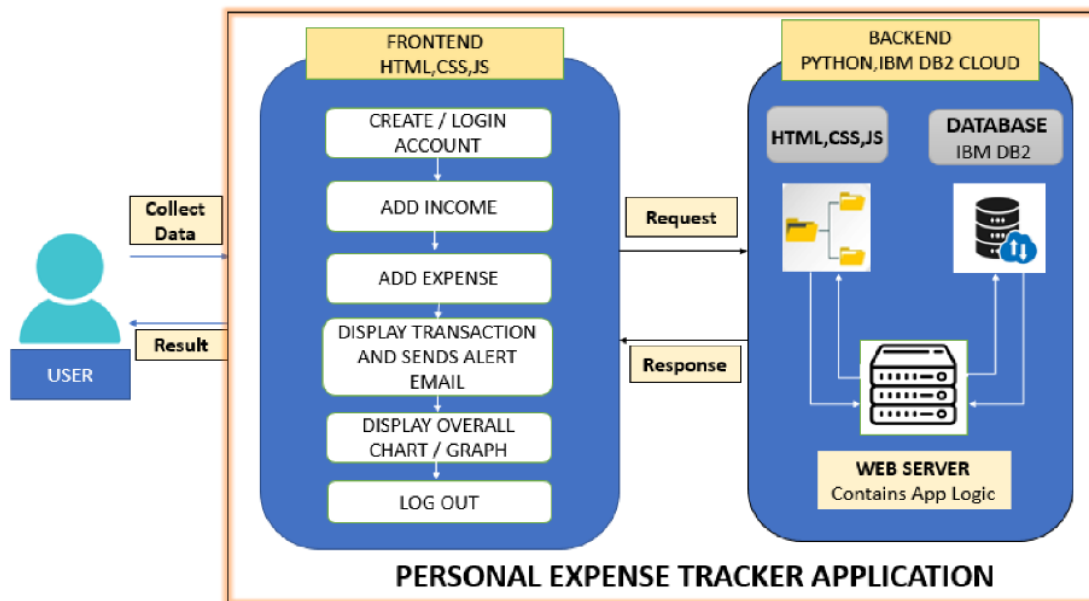 FRONTEND
HTML,CSS,JS
CREATE / LOGIN
ACCOUNT
ADD INCOME
ADD EXPENSE
DISPLAY TRANSACTION
AND SENDS ALERT
EMAIL
DISPLAY OVERALL
CHART / GRAPH
LOG OUT
Collect
Data
Result
USER
Request
Response
BACKEND
PYTHON,IBM DB2 CLOUD
HTML,CSS,JS
DATABASE
IBM DB2
WEB SERVER
Contains App Logic
PERSONAL EXPENSE TRACKER APPLICATION